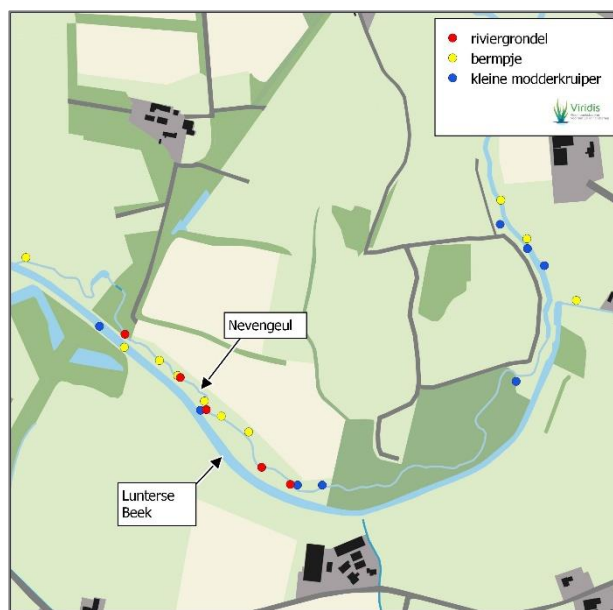 riviergrondel
bermpje
kleine modderkruiper
Viridis
Nevengeul
Lunterse
Beek